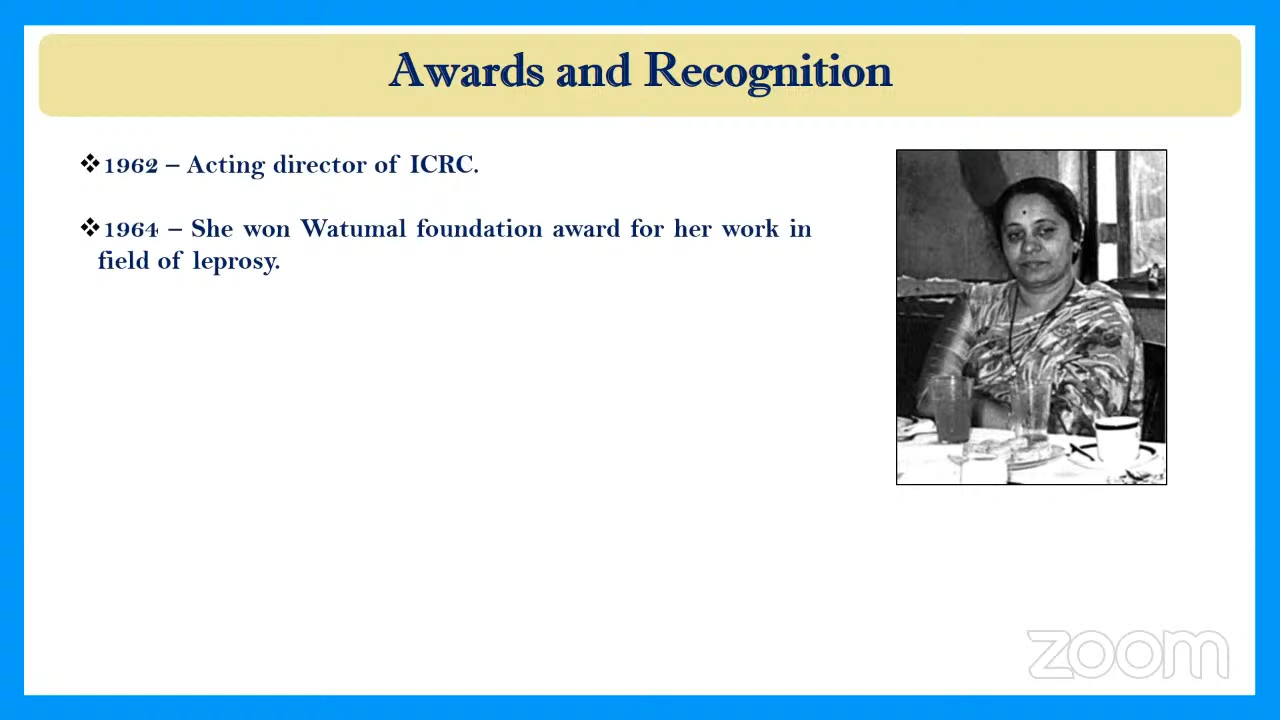 Awards and Recognition
❖1962 – Acting director of ICRC.
❖1964 – She won Watumal foundation award for her work in
field of leprosy.
zoom